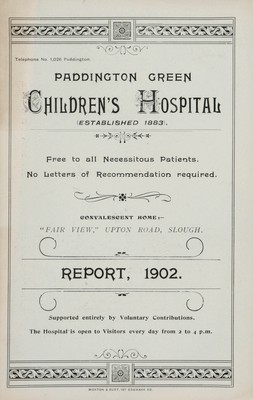 Telephone No. 1,035 Paddington.
PADDINGTON GREEN
CHILDREN'S HOSPITAL
(ESTABLISHED 1883).
Free to all Necessitous Patients.
No Letters of Recommendation required.
CONVALESCENT HOME:—
"FAIR VIEW," UPTON ROAD, SLOUGH.
REPORT, 1902.
Supported entirely by Voluntary Contributions.
The Hospital is open to Visitors every day from 2 to 4 p.m.